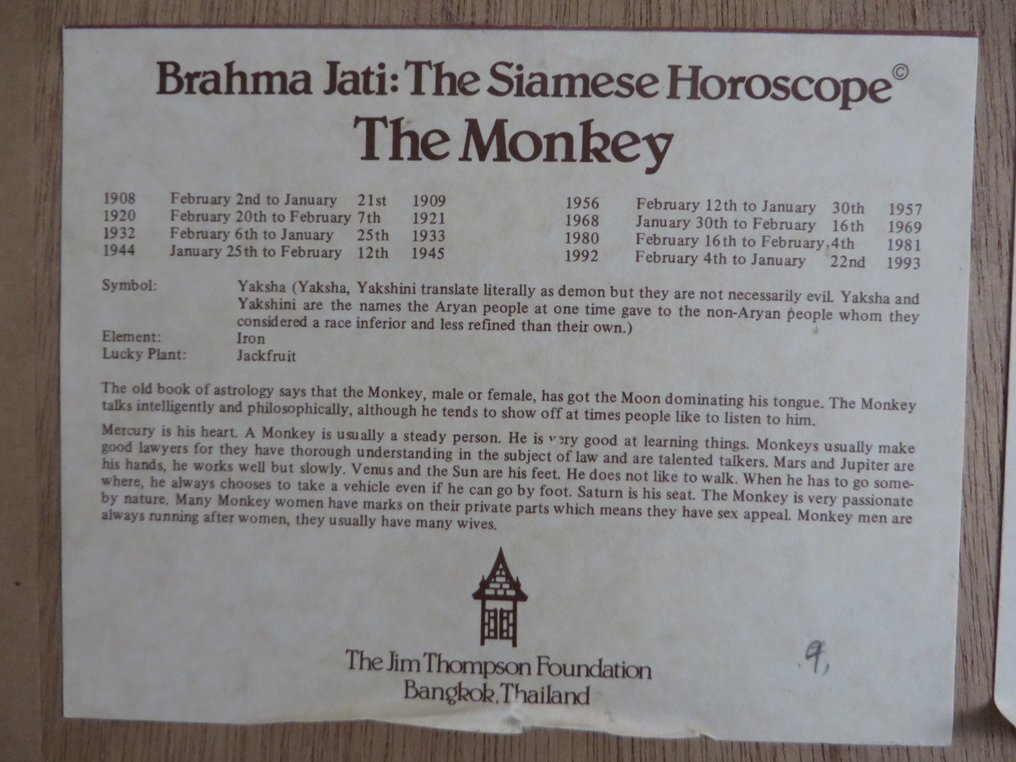 Brahma Jati: The Siamese Horoscope©
The Monkey
1908 February 2nd to January 21st 1909
1920 February 20th to February 7th 1921
1932 February 6th to January 25th 1933
1944 January 25th to February 12th 1945
1956 February 12th to January 30th 1957
1968 January 30th to February 16th 1969
1980 February 16th to February 4th 1981
1992 February 4th to January 22nd 1993
Symbol: Yaksha (Yaksha, Yakshini translate literally as demon but they are not necessarily evil. Yaksha and
Yakshini are the names the Aryan people at one time gave to the non-Aryan people whom they
considered a race inferior and less refined than their own.)
Element: Iron
Lucky Plant: Jackfruit
The old book of astrology says that the Monkey, male or female, has got the Moon dominating his tongue. The Monkey
talks intelligently and philosophically, although he tends to show off at times people like to listen to him.
Mercury is his heart. A Monkey is usually a steady person. He is very good at learning things. Monkeys usually make
good lawyers for they have thorough understanding in the subject of law and are talented talkers. Mars and Jupiter are
his hands, he works well but slowly. Venus and the Sun are his feet. He does not like to walk. When he has to go some-
where, he always chooses to take a vehicle even if he can go by foot. Saturn is his seat. The Monkey is very passionate
by nature. Many Monkey women have marks on their private parts which means they have sex appeal. Monkey men are
always running after women, they usually have many wives.
The Jim Thompson Foundation
Bangkok, Thailand